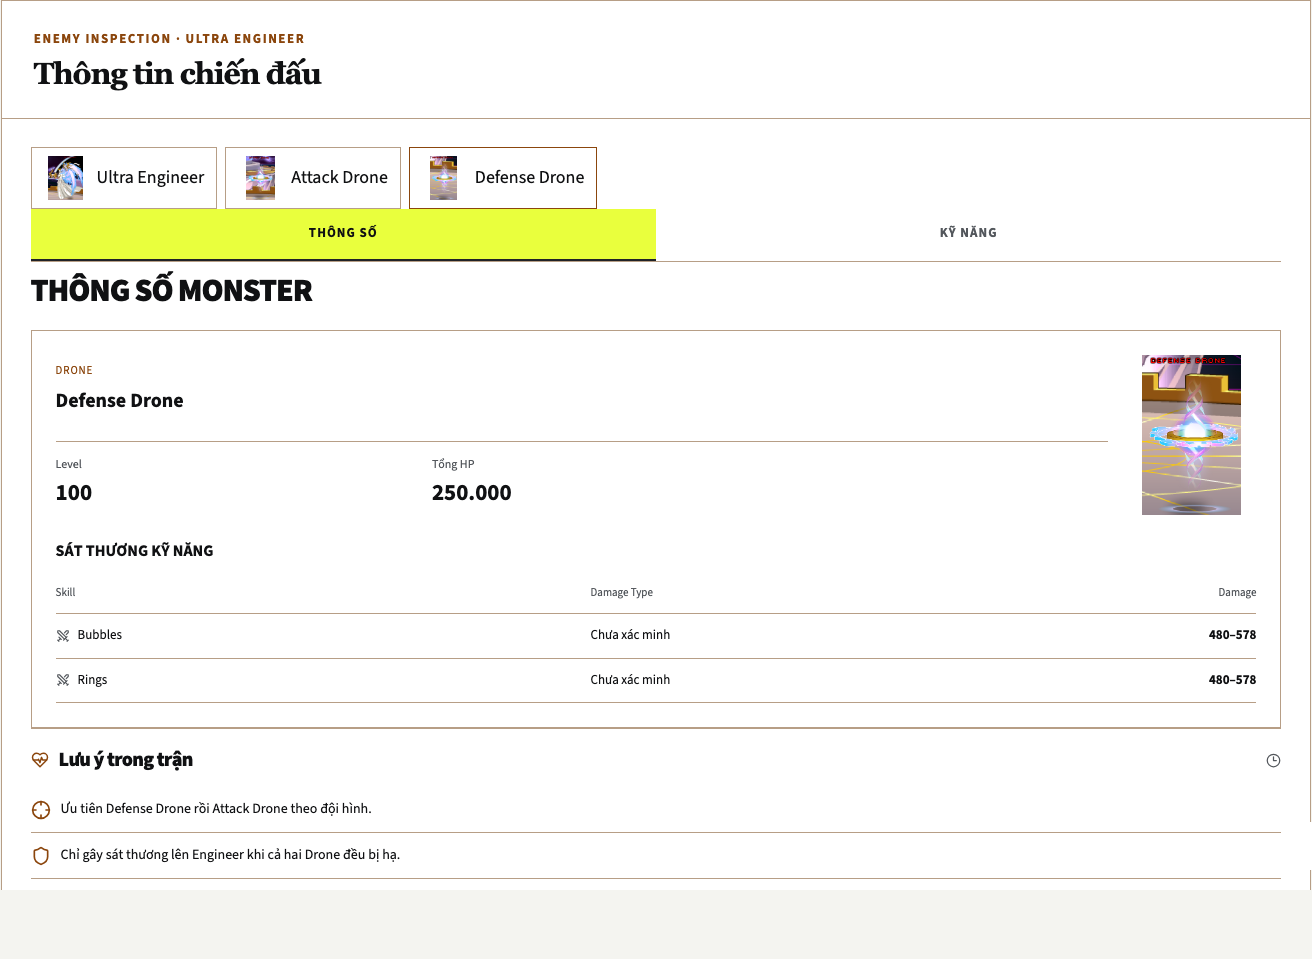 ENEMY INSPECTION · ULTRA ENGINEER
Thông tin chiến đấu
Ultra Engineer
Attack Drone
Defense Drone
THÔNG SỐ
KỸ NĂNG
THÔNG SỐ MONSTER
DRONE
Defense Drone
DEFENSE DRONE
Level
Tổng HP
100
250.000
SÁT THƯƠNG KỸ NĂNG
Skill Damage Type Damage
Bubbles Chưa xác minh 480–578
Rings Chưa xác minh 480–578
Lưu ý trong trận
Ưu tiên Defense Drone rồi Attack Drone theo đội hình.
Chỉ gây sát thương lên Engineer khi cả hai Drone đều bị hạ.